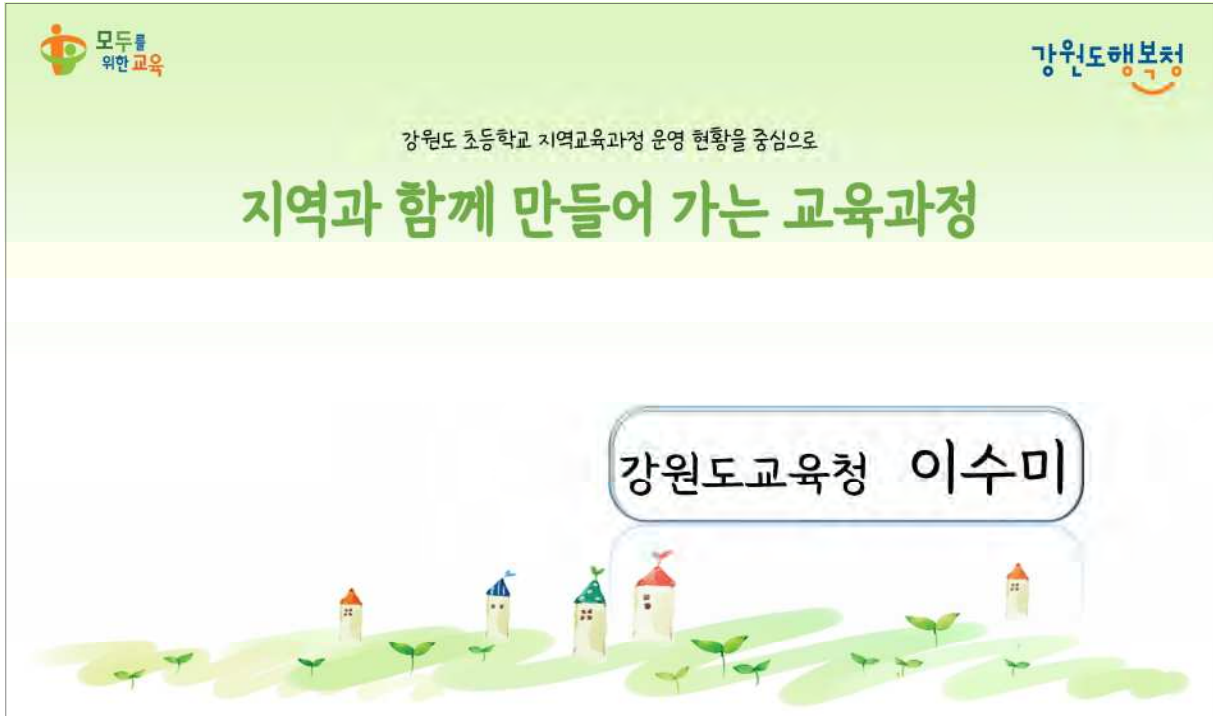 모두를
위한 교육
강원도행복청
강원도 초등학교 지역교육과정 운영 현황을 중심으로
지역과 함께 만들어 가는 교육과정
강원도교육청 이수미